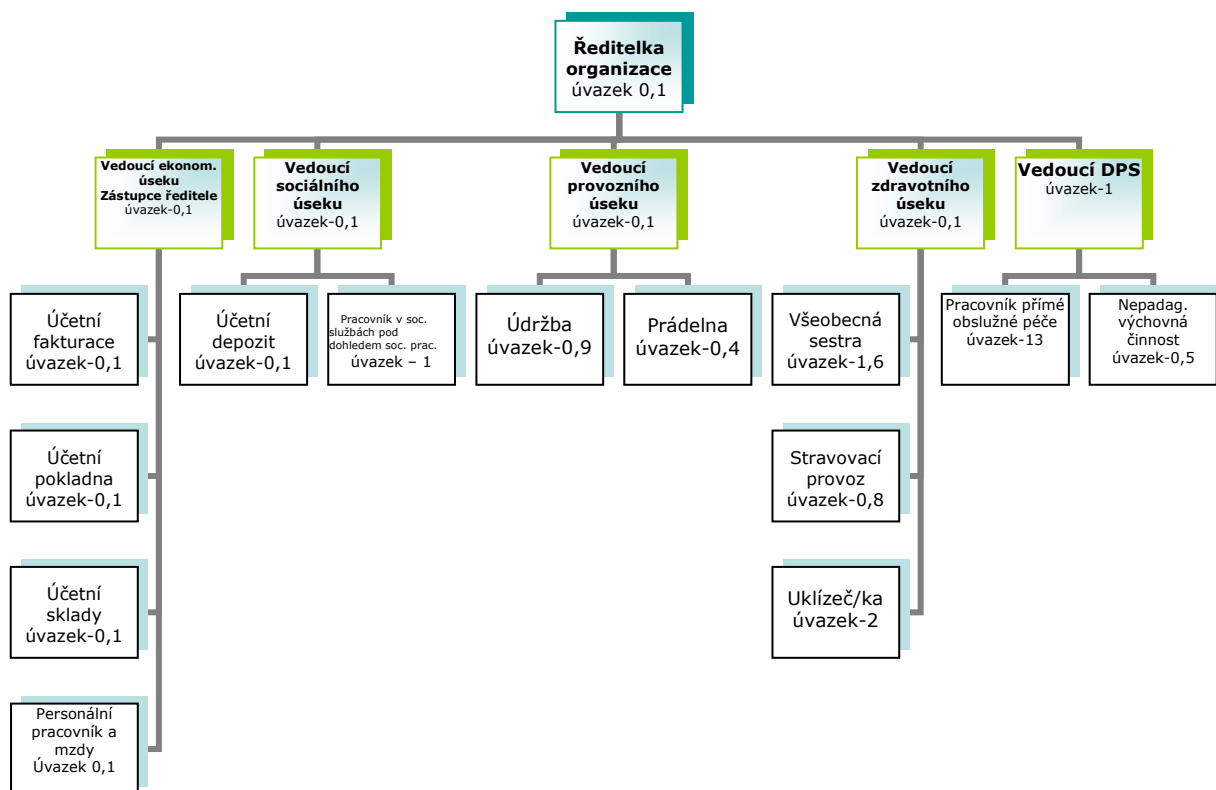 Ředitelka
organizace
úvazek 0,1
Vedoucí ekonom.
úseku
Zástupce ředitele
úvazek-0,1
Vedoucí
sociálního
úseku
úvazek-0,1
Vedoucí
provozního
úseku
úvazek-0,1
Vedoucí
zdravotního
úseku
úvazek-0,1
Vedoucí DPS
úvazek-1
Účetní
fakturace
úvazek-0,1
Účetní
depozit
úvazek-0,1
Pracovník v soc.
službách pod
dohledem soc. prac.
úvazek – 1
Údržba
úvazek-0,9
Prádelna
úvazek-0,4
Všeobecná
sestra
úvazek-1,6
Pracovník přímé
obslužné péče
úvazek-13
Nepadag.
výchovná
činnost
úvazek-0,5
Účetní
pokladna
úvazek-0,1
Stravovací
provoz
úvazek-0,8
Účetní
sklady
úvazek-0,1
Uklízeč/ka
úvazek-2
Personální
pracovník a
mzdy
Úvazek 0,1